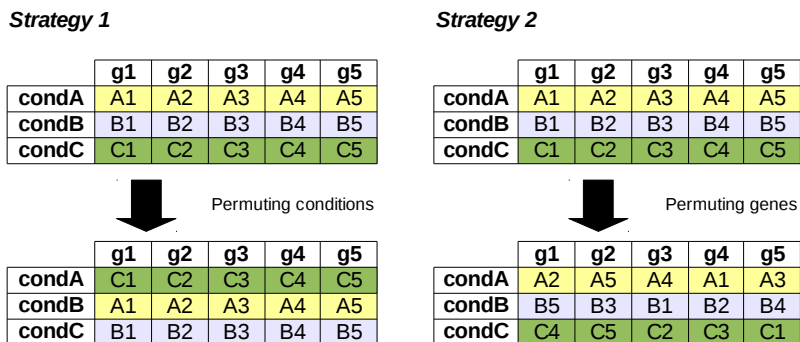 Strategy 1
g1 g2 g3 g4 g5
condA A1 A2 A3 A4 A5
condB B1 B2 B3 B4 B5
condC C1 C2 C3 C4 C5
Permuting conditions
g1 g2 g3 g4 g5
condA C1 C2 C3 C4 C5
condB A1 A2 A3 A4 A5
condC B1 B2 B3 B4 B5
Strategy 2
g1 g2 g3 g4 g5
condA A1 A2 A3 A4 A5
condB B1 B2 B3 B4 B5
condC C1 C2 C3 C4 C5
Permuting genes
g1 g2 g3 g4 g5
condA A2 A5 A4 A1 A3
condB B5 B3 B1 B2 B4
condC C4 C5 C2 C3 C1